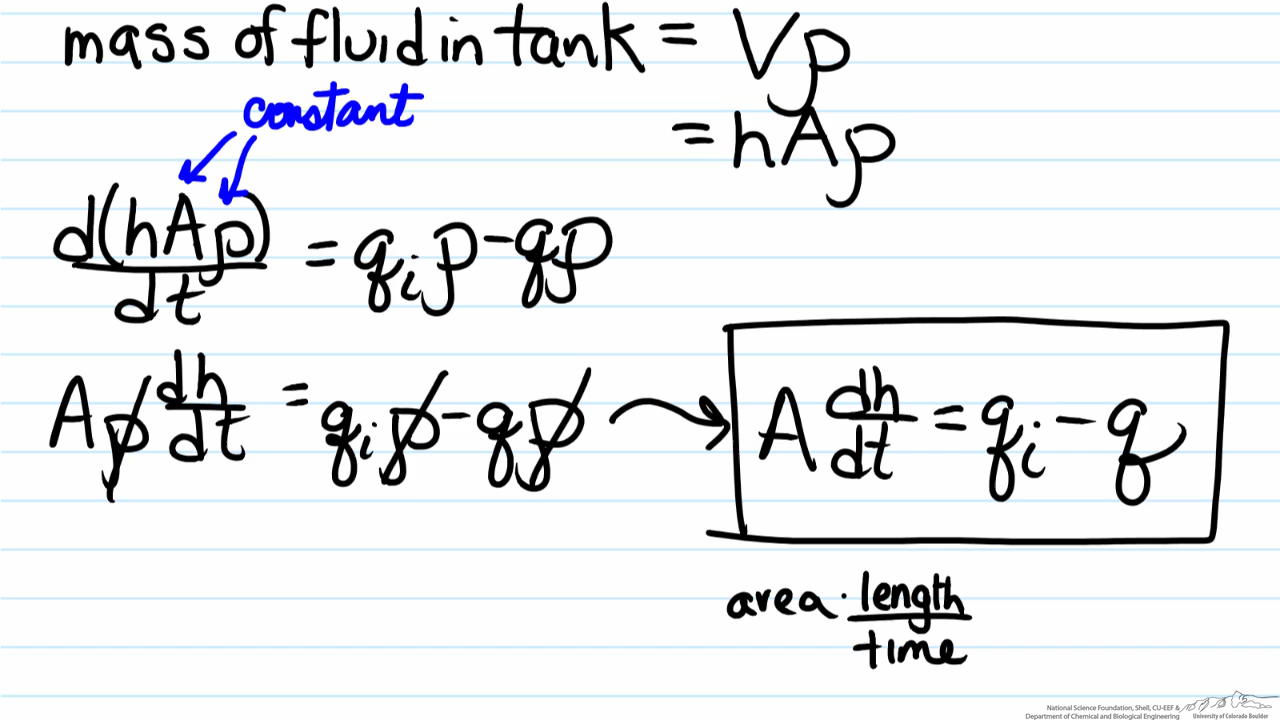 mass of fluid in tank = Vρ
= hAρ
constant
d(hAρ)/dt = qᵢρ - qρ
Aρ dh/dt = qᵢρ - qρ → A dh/dt = qᵢ - q
area · length/time
National Science Foundation, Shell, CU-EEF &
Department of Chemical and Biological Engineering
University of Colorado Boulder